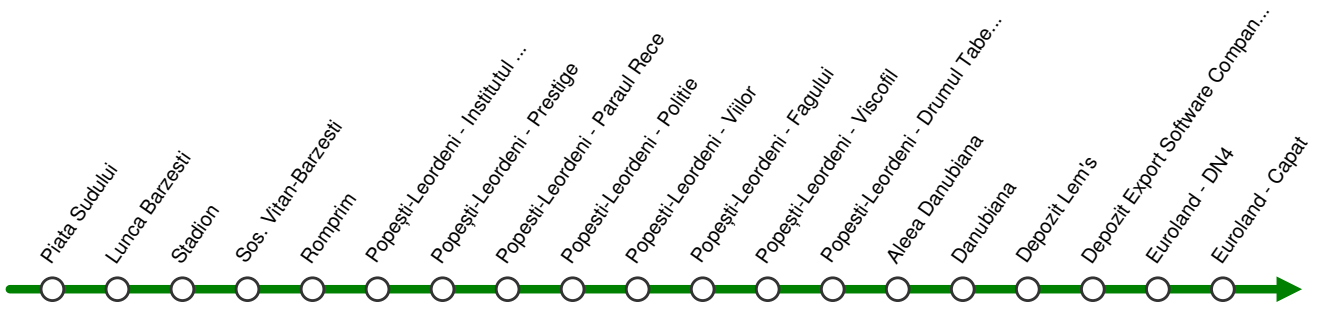 Piata Sudului
Lunca Barzesti
Stadion
Sos. Vitan-Barzesti
Romprim
Popești-Leordeni - Institutul ...
Popești-Leordeni - Prestige
Popesti-Leordeni - Paraul Rece
Popesti-Leordeni - Politie
Popesti-Leordeni - Viilor
Popești-Leordeni - Fagului
Popești-Leordeni - Viscofil
Popesti-Leordeni - Drumul Tabe...
Aleea Danubiana
Danubiana
Depozit Lem's
Depozit Export Software Compan...
Euroland - DN4
Euroland - Capat